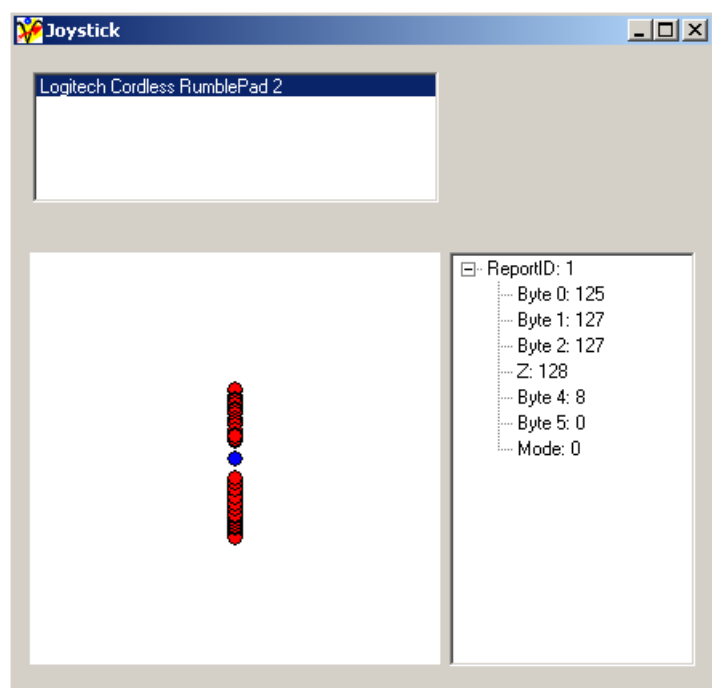 Joystick
Logitech Cordless RumblePad 2
ReportID: 1
Byte 0: 125
Byte 1: 127
Byte 2: 127
Z: 128
Byte 4: 8
Byte 5: 0
Mode: 0